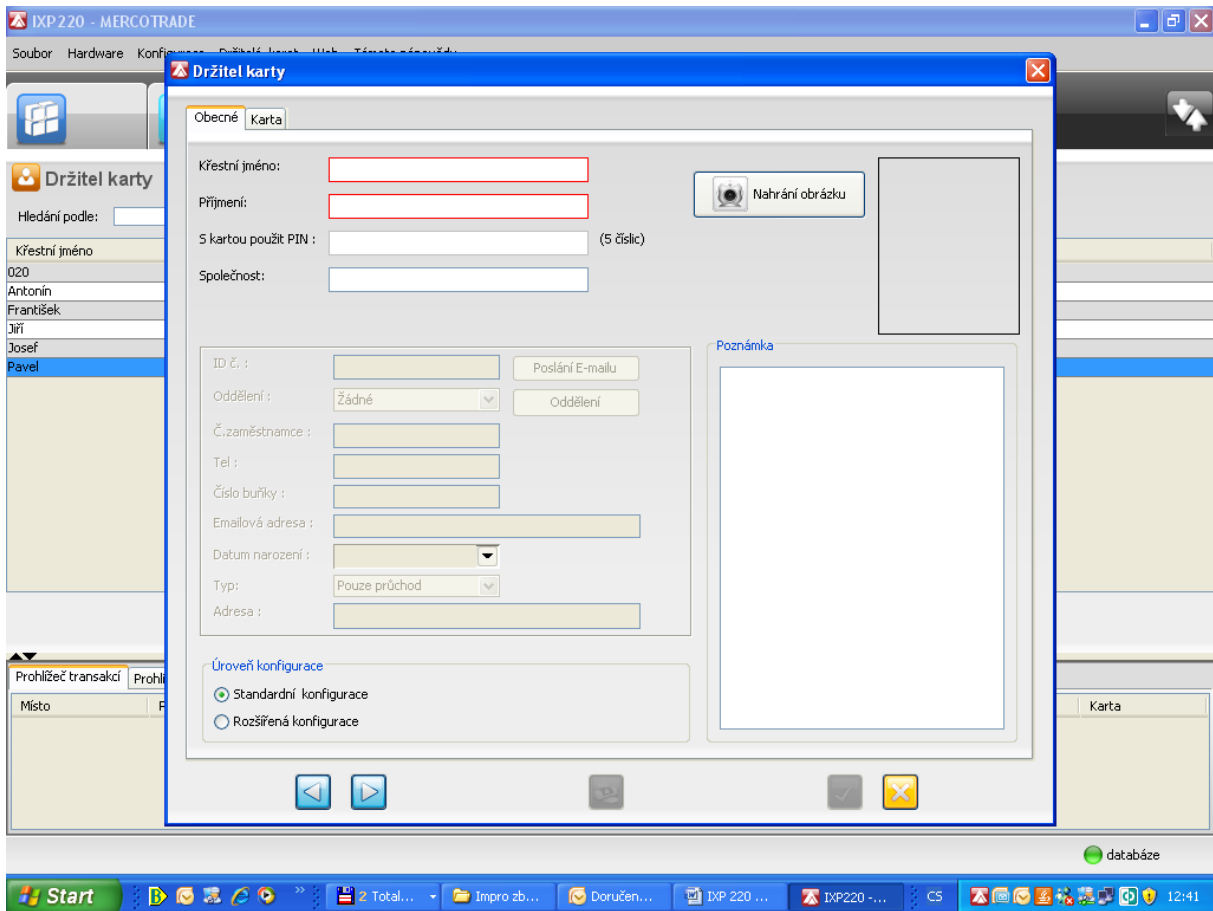 IXP220 - MERCOTRADE
Soubor Hardware
Držitel karty
Obecné Karta
Držitel karty
Křestní jméno:
Nahrání obrázku
Příjmení:
Hledání podle:
S kartou použit PIN : (5 číslic)
Křestní jméno
Společnost:
020
Antonín
František
Jiří
Josef
Pavel
Poznámka
ID č. : Poslání E-mailu
Oddělení : Žádné Oddělení
Č.zaměstnamce :
Tel :
Číslo buňky :
Emailová adresa :
Datum narození :
Typ: Pouze průchod
Adresa :
Úroveň konfigurace
Prohlížeč transakcí
Standardní konfigurace
Místo Karta
Rozšířená konfigurace
databáze
Start 2 Total... Impro zb... Doručen... IXP 220 ... IXP220 -... CS 12:41